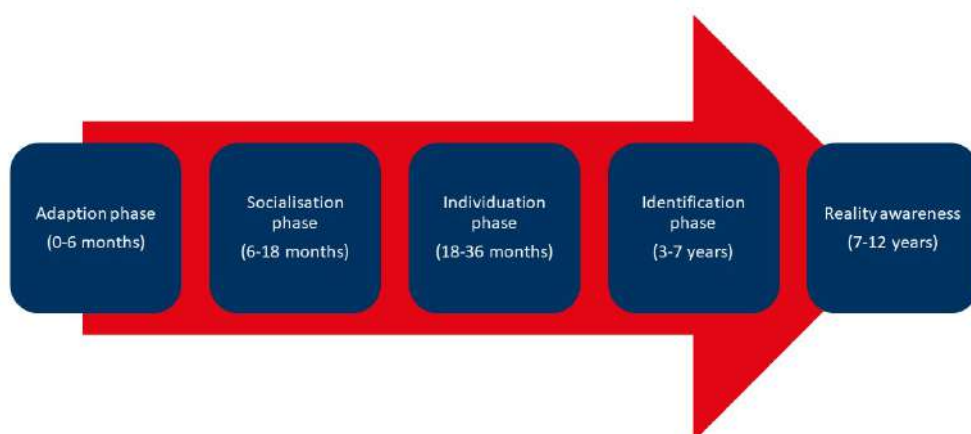 Adaption phase
(0-6 months)
Socialisation
phase
(6-18 months)
Individuation
phase
(18-36 months)
Identification
phase
(3-7 years)
Reality awareness
(7-12 years)